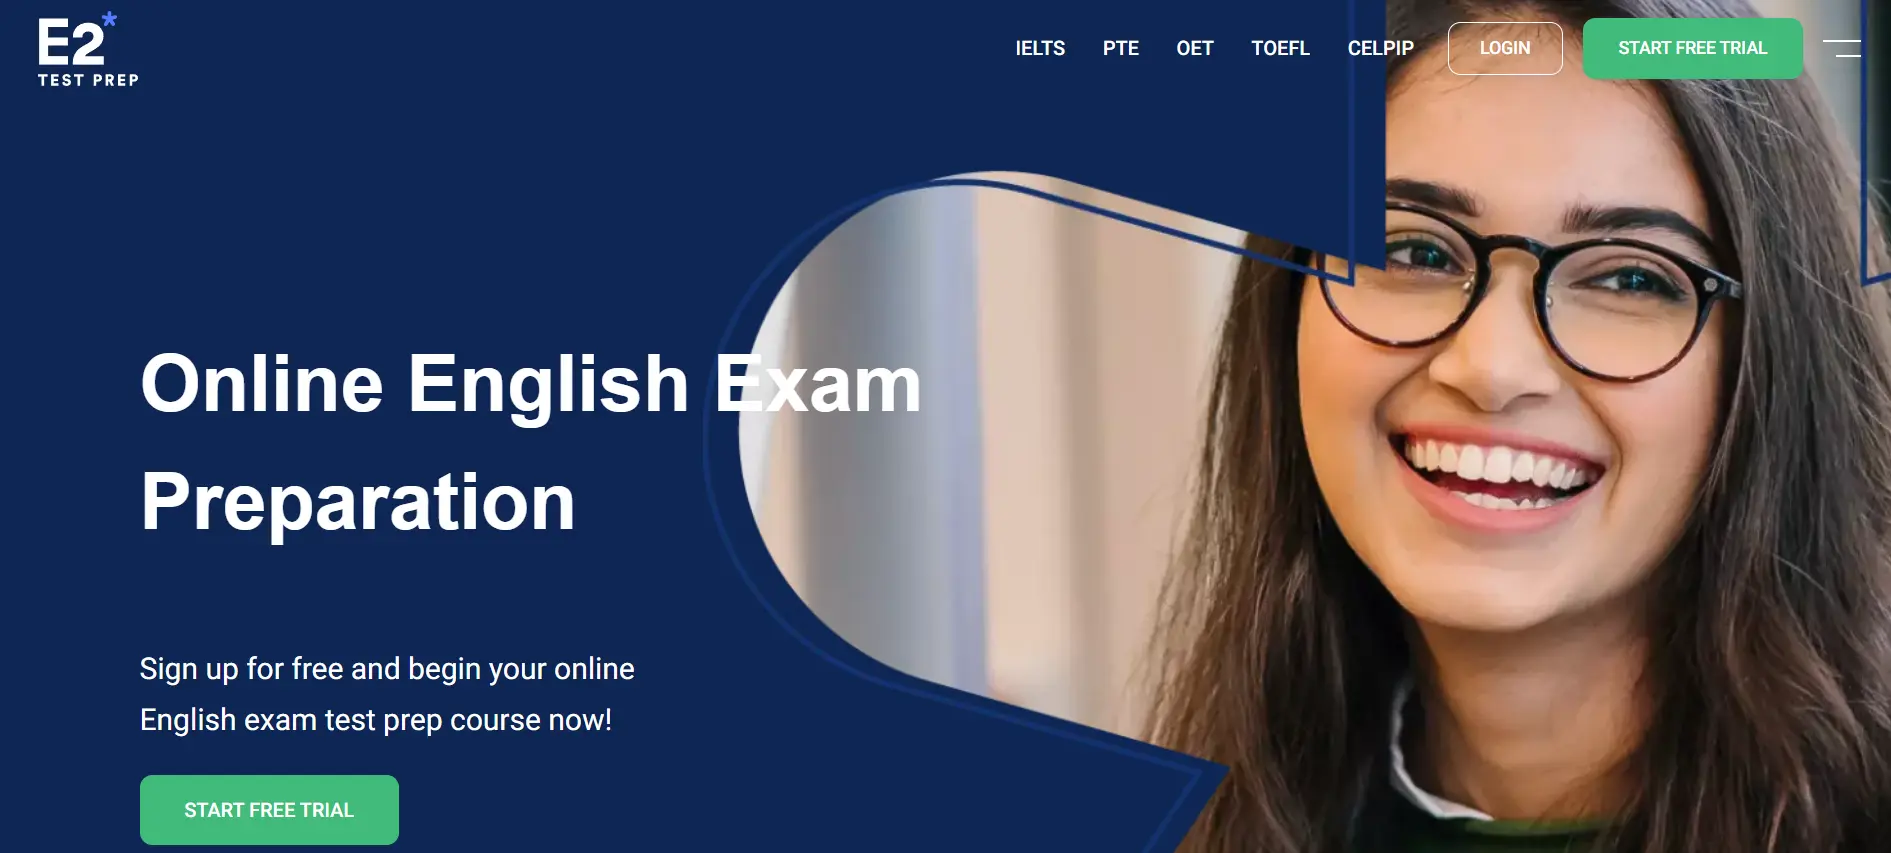 E2*
TEST PREP
IELTS PTE OET TOEFL CELPIP LOGIN START FREE TRIAL
Online English Exam
Preparation
Sign up for free and begin your online
English exam test prep course now!
START FREE TRIAL